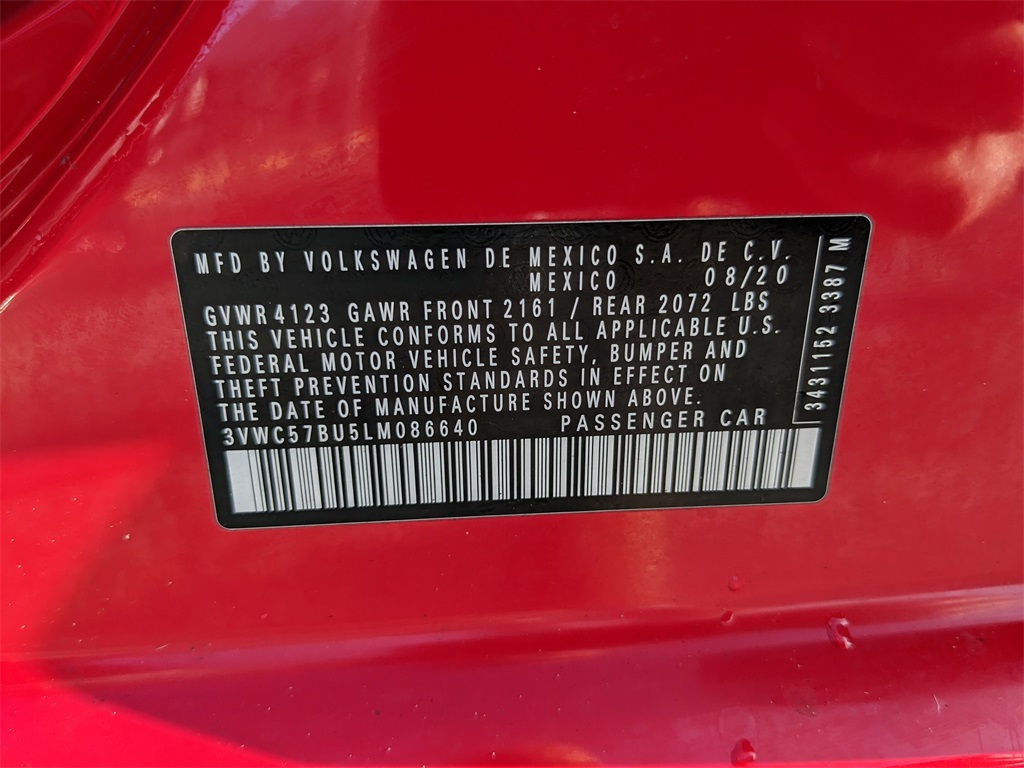 MFD BY VOLKSWAGEN DE MEXICO S.A. DE C.V.
MEXICO 08/20
GVWR 4123 GAWR FRONT 2161 / REAR 2072 LBS
THIS VEHICLE CONFORMS TO ALL APPLICABLE U.S.
FEDERAL MOTOR VEHICLE SAFETY, BUMPER AND
THEFT PREVENTION STANDARDS IN EFFECT ON
THE DATE OF MANUFACTURE SHOWN ABOVE.
3VWC57BU5LM086640 PASSENGER CAR
3431152 3387 M